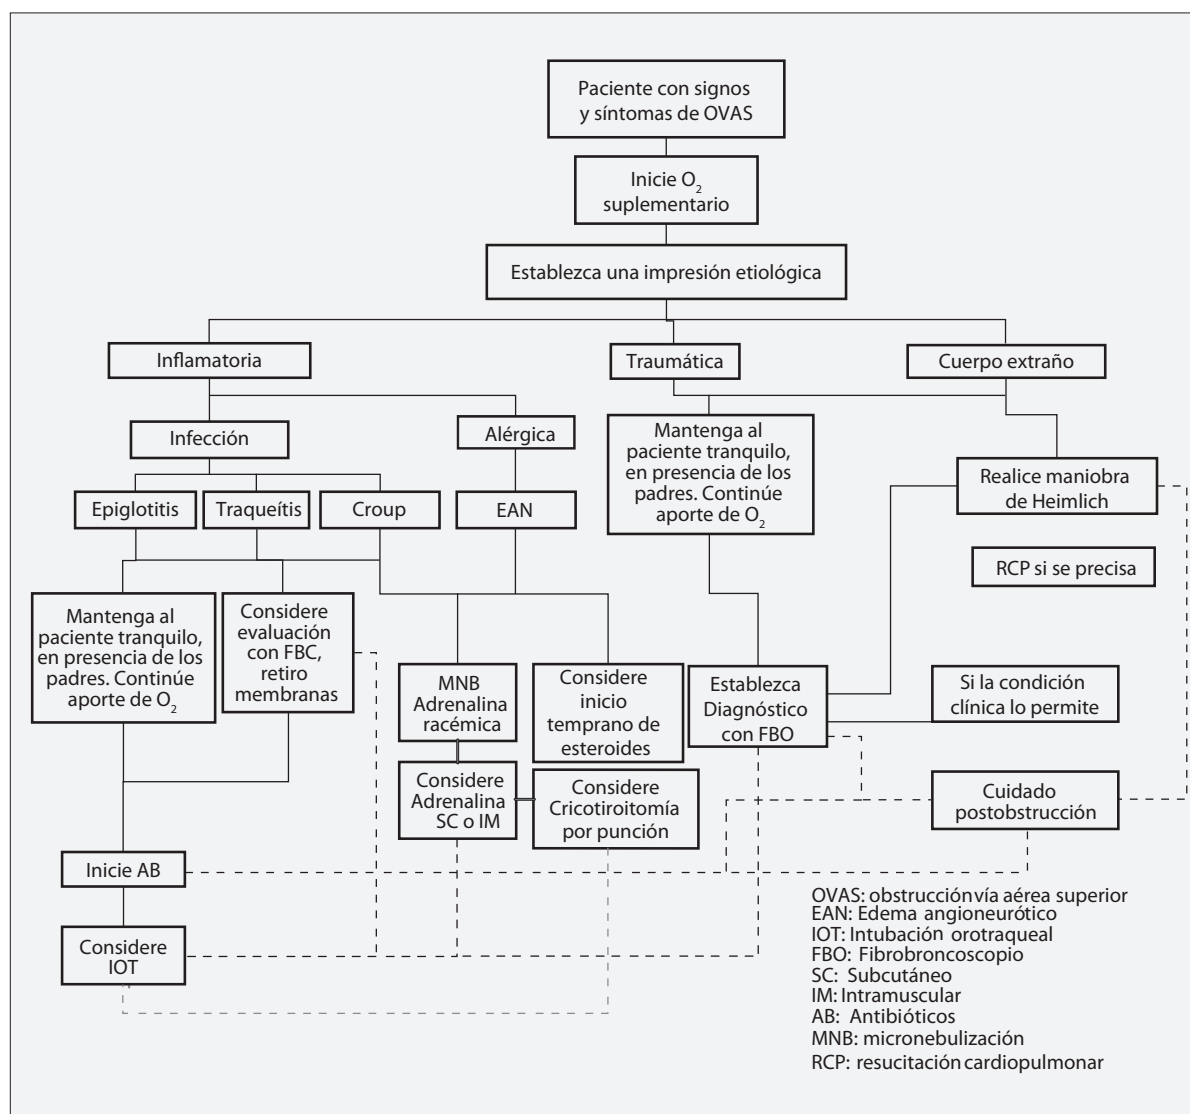 Paciente con signos
y síntomas de OVAS
Inicie O2
suplementario
Establezca una impresión etiológica
Inflamatoria
Traumática
Cuerpo extraño
Infección
Alérgica
Mantenga al
paciente tranquilo,
en presencia de los
padres. Continúe
aporte de O2
Realice maniobra
de Heimlich
Epiglotitis
Traqueítis
Croup
EAN
RCP si se precisa
Mantenga al
paciente tranquilo,
en presencia de los
padres. Continúe
aporte de O2
Considere
evaluación
con FBC,
retiro
membranas
MNB
Adrenalina
racémica
Considere
inicio
temprano de
esteroides
Establezca
Diagnóstico
con FBO
Si la condición
clínica lo permite
Considere
Adrenalina
SC o IM
Considere
Cricotiroitomía
por punción
Cuidado
postobstrucción
Inicie AB
Considere
IOT
OVAS: obstrucción vía aérea superior
EAN: Edema angioneurótico
IOT: Intubación orotraqueal
FBO: Fibrobroncoscopio
SC: Subcutáneo
IM: Intramuscular
AB: Antibióticos
MNB: micronebulización
RCP: resucitación cardiopulmonar